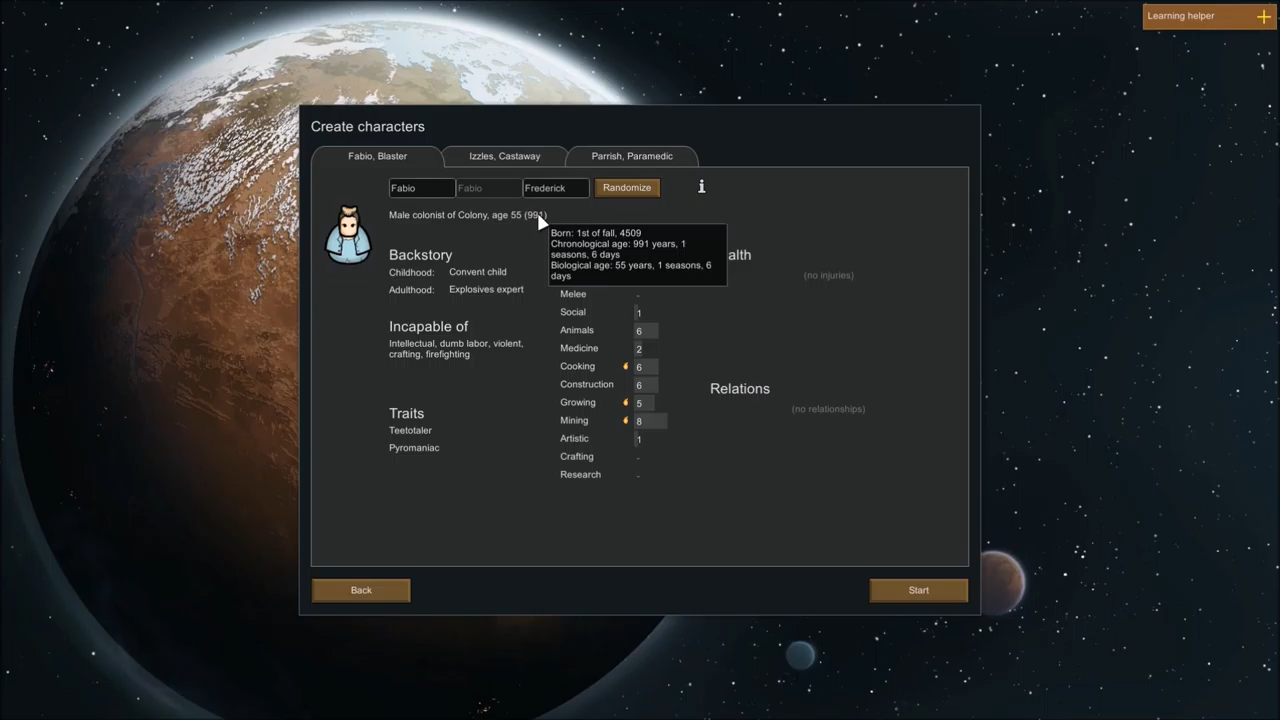 Learning helper
Create characters
Fabio, Blaster
Izzles, Castaway
Parrish, Paramedic
Fabio
Fabio
Frederick
Randomize
Male colonist of Colony, age 55 (991)
Born: 1st of fall, 4509
Chronological age: 991 years, 1
seasons, 6 days
Biological age: 55 years, 1 seasons, 6
days
Backstory
Childhood: Convent child
Adulthood: Explosives expert
Incapable of
Intellectual, dumb labor, violent,
crafting, firefighting
Traits
Teetotaler
Pyromaniac
Melee -
Social 1
Animals 6
Medicine 2
Cooking 6
Construction 6
Growing 5
Mining 8
Artistic 1
Crafting -
Research -
alth
(no injuries)
Relations
(no relationships)
Back
Start